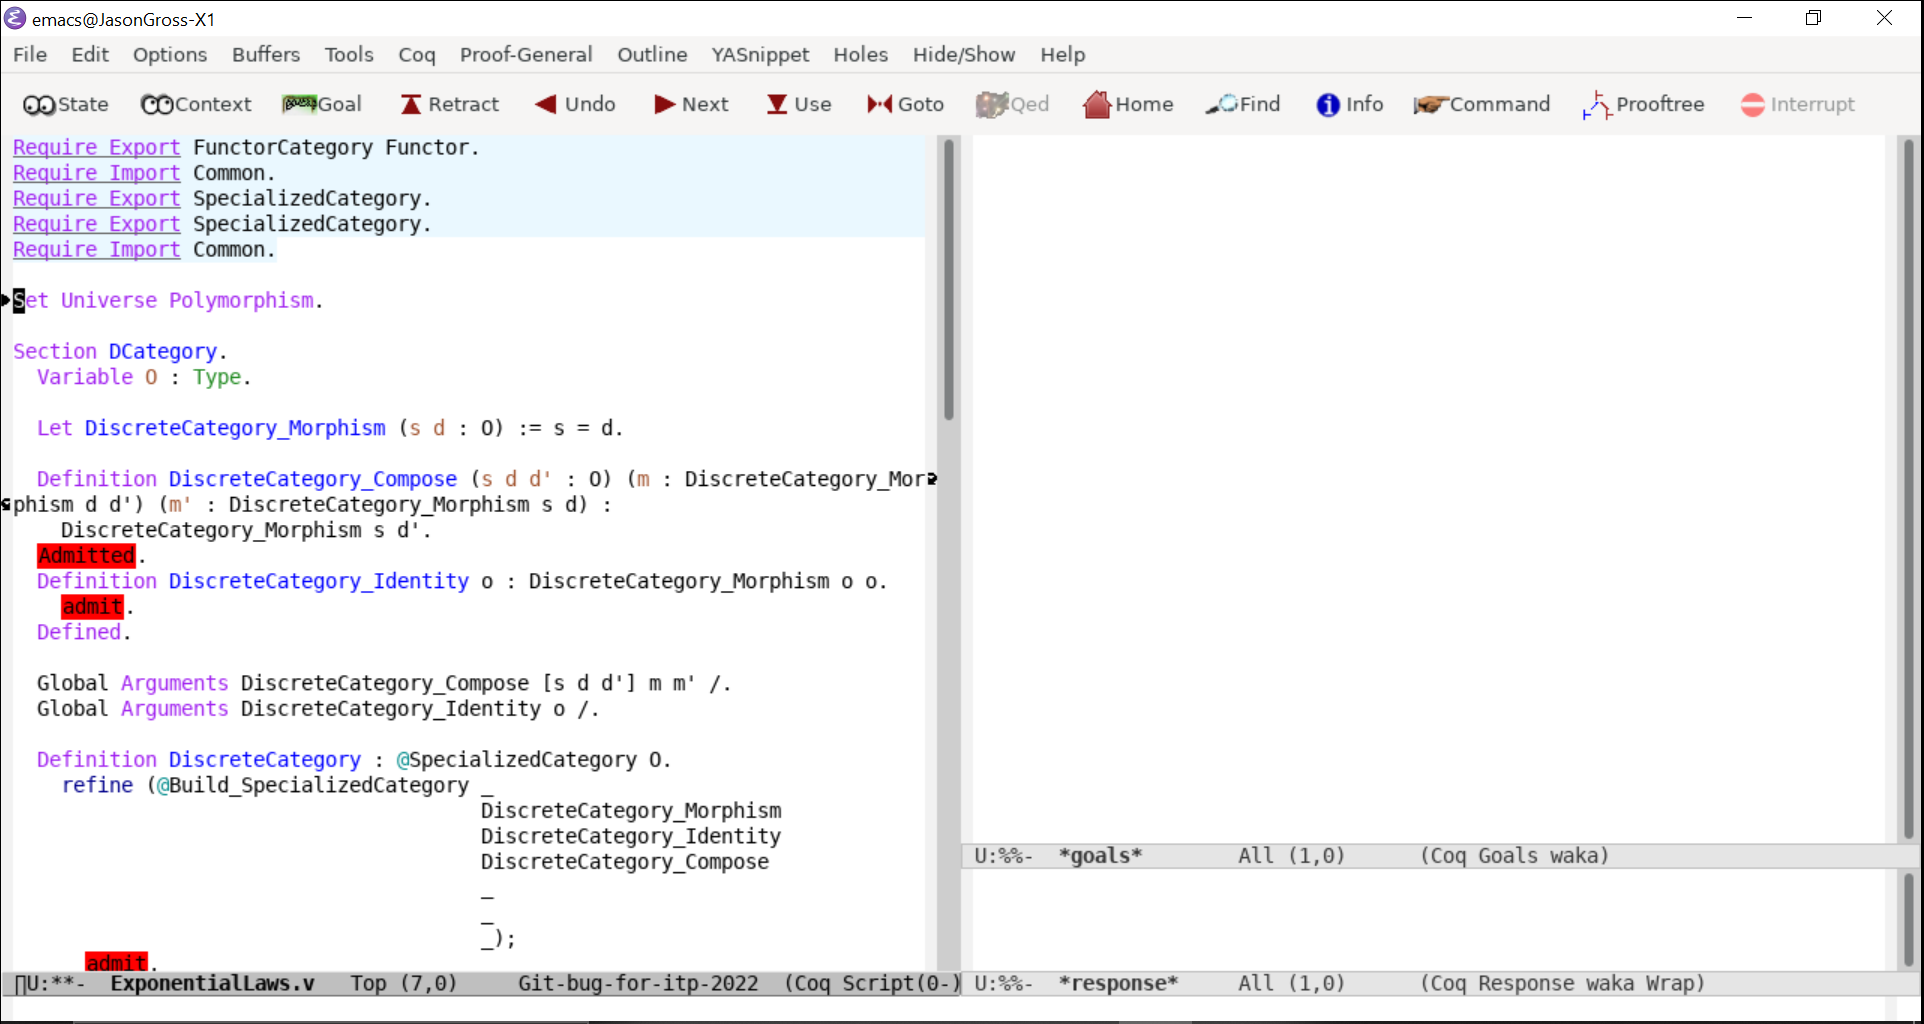 emacs@JasonGross-X1
File Edit Options Buffers Tools Coq Proof-General Outline YASnippet Holes Hide/Show Help
State Context Goal Retract Undo Next Use Goto Qed Home Find Info Command Prooftree Interrupt
Require Export FunctorCategory Functor.
Require Import Common.
Require Export SpecializedCategory.
Require Export SpecializedCategory.
Require Import Common.
Set Universe Polymorphism.
Section DCategory.
Variable O : Type.
Let DiscreteCategory_Morphism (s d : O) := s = d.
Definition DiscreteCategory_Compose (s d d' : O) (m : DiscreteCategory_Mor
phism d d') (m' : DiscreteCategory_Morphism s d) :
DiscreteCategory_Morphism s d'.
Admitted.
Definition DiscreteCategory_Identity o : DiscreteCategory_Morphism o o.
admit.
Defined.
Global Arguments DiscreteCategory_Compose [s d d'] m m' /.
Global Arguments DiscreteCategory_Identity o /.
Definition DiscreteCategory : @SpecializedCategory O.
refine (@Build_SpecializedCategory _
DiscreteCategory_Morphism
DiscreteCategory_Identity
DiscreteCategory_Compose
_
_
_);
admit.
U:**- ExponentialLaws.v Top (7,0) Git-bug-for-itp-2022 (Coq Script(0-)
U:%%- *goals* All (1,0) (Coq Goals waka)
U:%%- *response* All (1,0) (Coq Response waka Wrap)